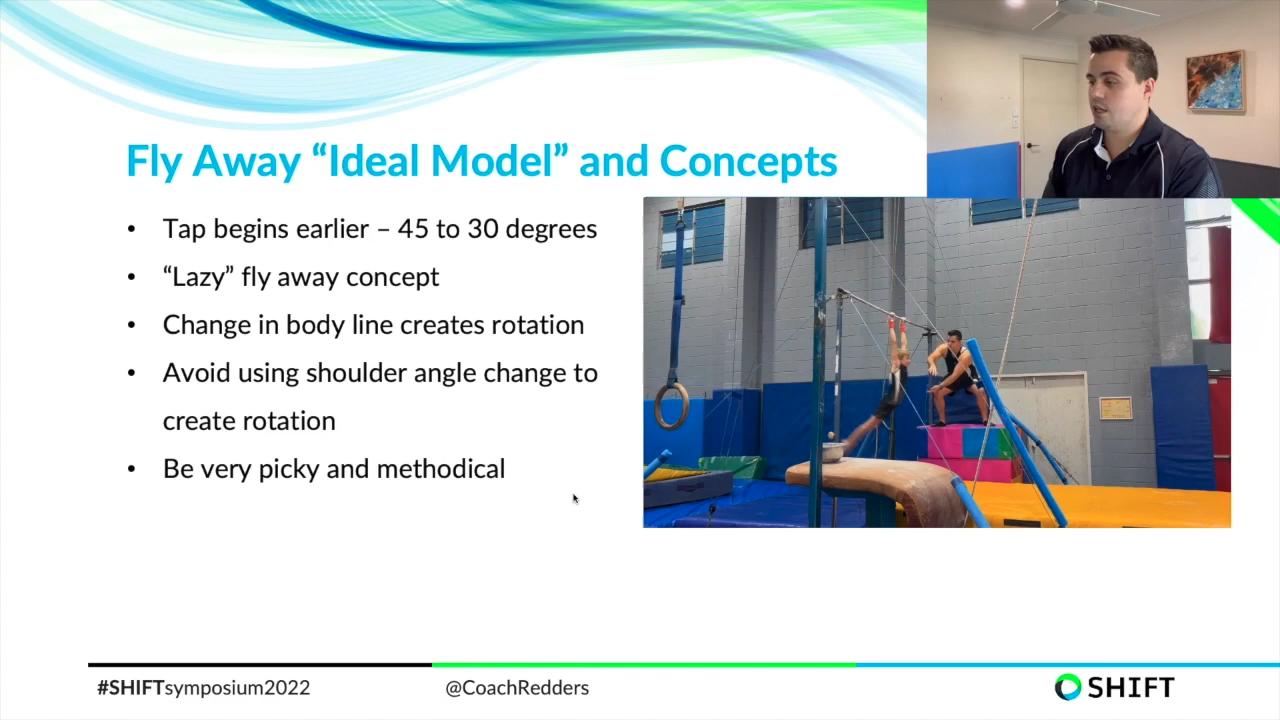 Fly Away “Ideal Model” and Concepts
• Tap begins earlier – 45 to 30 degrees
• “Lazy” fly away concept
• Change in body line creates rotation
• Avoid using shoulder angle change to
create rotation
• Be very picky and methodical
#SHIFTsymposium2022
@CoachRedders
SHIFT